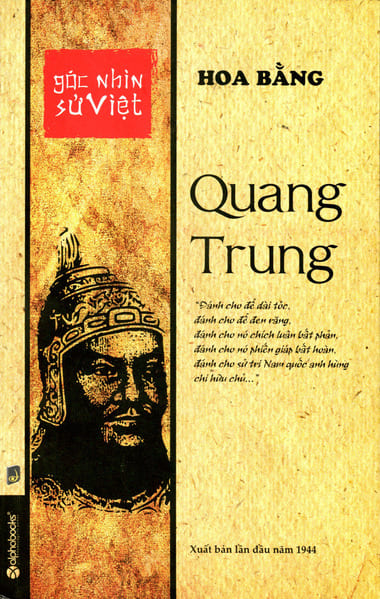 góc nhìn
sử Việt
HOA BẰNG
Quang
Trung
"Đánh cho để dài tóc,
đánh cho để đen răng,
đánh cho nó chích luân bất phản,
đánh cho nó phiến giáp bất hoàn,
đánh cho sử tri Nam quốc anh hùng
chi hữu chủ...",
Xuất bản lần đầu năm 1944
alphabooks